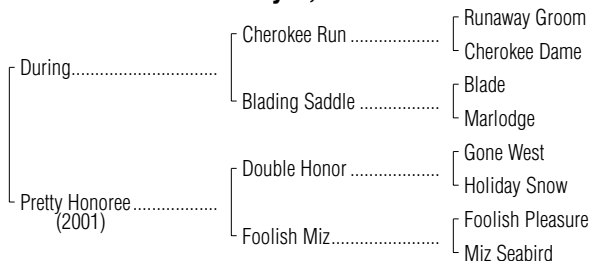 Runaway Groom
Cherokee Run ...................
Cherokee Dame
During..............................
Blade
Blading Saddle .................
Marlodge
Gone West
Double Honor ...................
Holiday Snow
Pretty Honoree .................
(2001)
Foolish Pleasure
Foolish Miz.......................
Miz Seabird